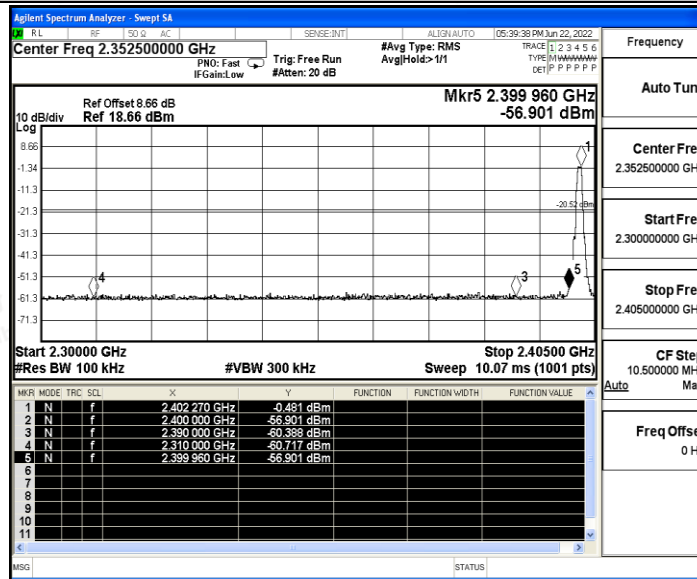 Agilent Spectrum Analyzer - Swept SA
RL RF 50 Ω AC SENSE:INT ALIGN AUTO 05:39:38 PM Jun 22, 2022
Center Freq 2.352500000 GHz #Avg Type: RMS TRACE 1 2 3 4 5 6
PNO: Fast Trig: Free Run Avg|Hold:>1/1 TYPE M
IFGain:Low #Atten: 20 dB DET P P P P P P
Mkr5 2.399 960 GHz
Ref Offset 8.66 dB
10 dB/div Ref 18.66 dBm -56.901 dBm
Log
8.66
1
-1.34
-11.3
-20.52 dBm
-21.3
-31.3
-41.3
-51.3
4 3 5
-61.3
-71.3
Start 2.30000 GHz Stop 2.40500 GHz
#Res BW 100 kHz #VBW 300 kHz Sweep 10.07 ms (1001 pts)
MKR MODE TRC SCL X Y FUNCTION FUNCTION WIDTH FUNCTION VALUE
1 N f 2.402 270 GHz -0.481 dBm
2 N f 2.400 000 GHz -56.901 dBm
3 N f 2.390 000 GHz -60.388 dBm
4 N f 2.310 000 GHz -60.717 dBm
5 N f 2.399 960 GHz -56.901 dBm
6
7
8
9
10
11
MSG STATUS
Frequency
Auto Tun
Center Fre
2.352500000 GH
Start Fre
2.300000000 GH
Stop Fre
2.405000000 GH
CF Step
10.500000 MH
Auto Ma
Freq Offse
0 H